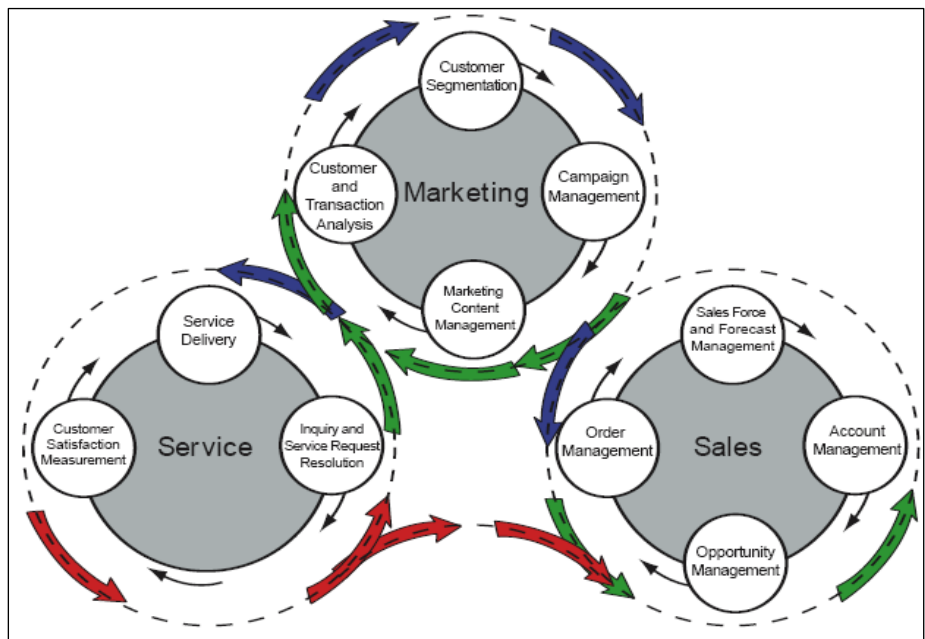 Customer
Segmentation
Customer
and
Transaction
Analysis
Marketing
Campaign
Management
Marketing
Content
Management
Service
Delivery
Customer
Satisfaction
Measurement
Service
Inquiry and
Service Request
Resolution
Sales Force
and Forecast
Management
Order
Management
Sales
Account
Management
Opportunity
Management